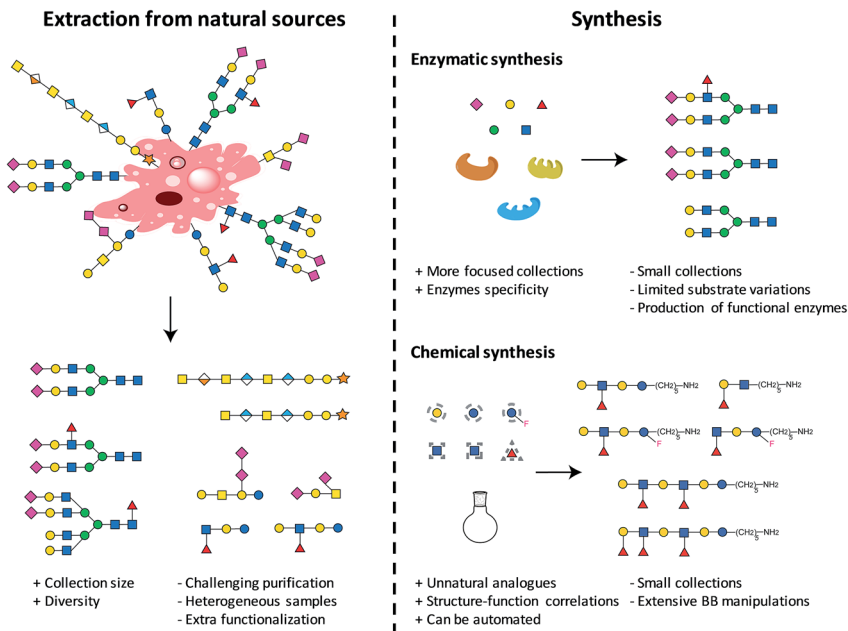 Extraction from natural sources
+ Collection size
+ Diversity
- Challenging purification
- Heterogeneous samples
- Extra functionalization
Synthesis
Enzymatic synthesis
+ More focused collections
+ Enzymes specificity
- Small collections
- Limited substrate variations
- Production of functional enzymes
Chemical synthesis
F
(CH2)5 NH2
(CH2)5 NH2
(CH2)5 NH2
F
(CH2)5 NH2
F
(CH2)5 NH2
(CH2)5 NH2
+ Unnatural analogues
+ Structure-function correlations
+ Can be automated
- Small collections
- Extensive BB manipulations